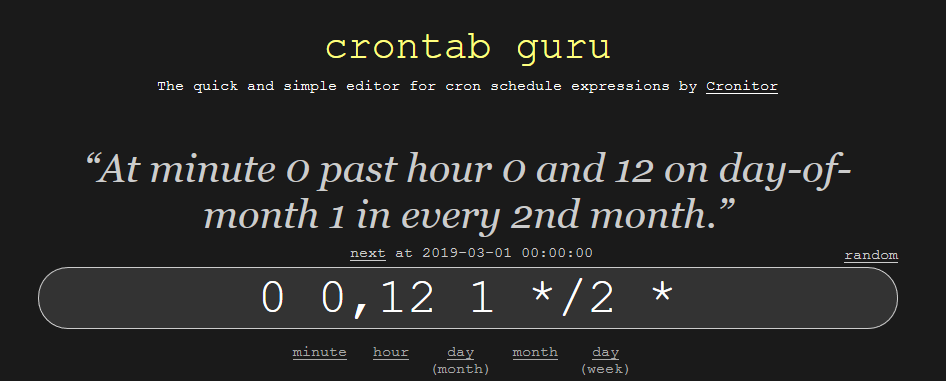 crontab guru
The quick and simple editor for cron schedule expressions by Cronitor
“At minute 0 past hour 0 and 12 on day-of-
month 1 in every 2nd month.”
next at 2019-03-01 00:00:00
random
0 0,12 1 */2 *
minute hour day month day
(month) (week)